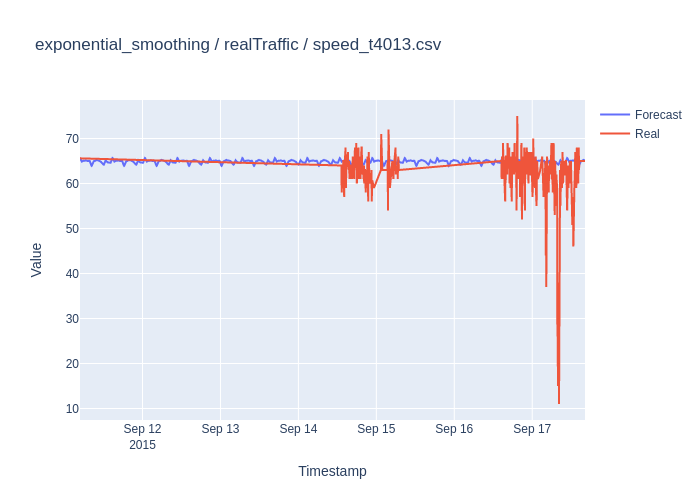 exponential_smoothing / realTraffic / speed_t4013.csv
Forecast
Real
70
60
50
40
30
20
10
Value
Sep 12
2015
Sep 13
Sep 14
Sep 15
Sep 16
Sep 17
Timestamp